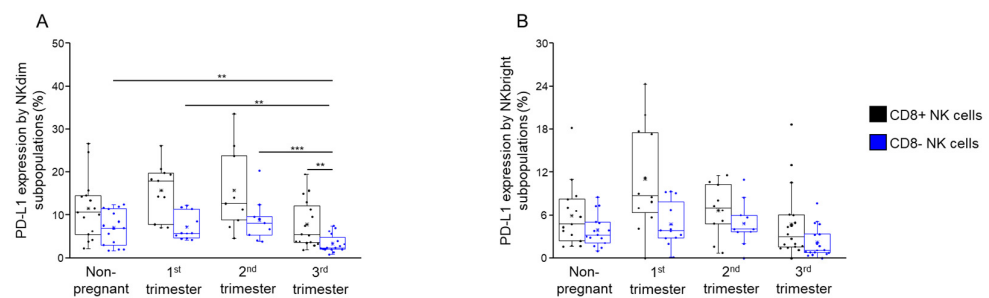 A
PD-L1 expression by NKdim
subpopulations (%)
50
40
30
20
10
0
**
**
***
**
Non-
pregnant
1st
trimester
2nd
trimester
3rd
trimester
B
PD-L1 expression by NKbright
subpopulations (%)
30
24
18
12
6
0
Non-
pregnant
1st
trimester
2nd
trimester
3rd
trimester
CD8+ NK cells
CD8- NK cells